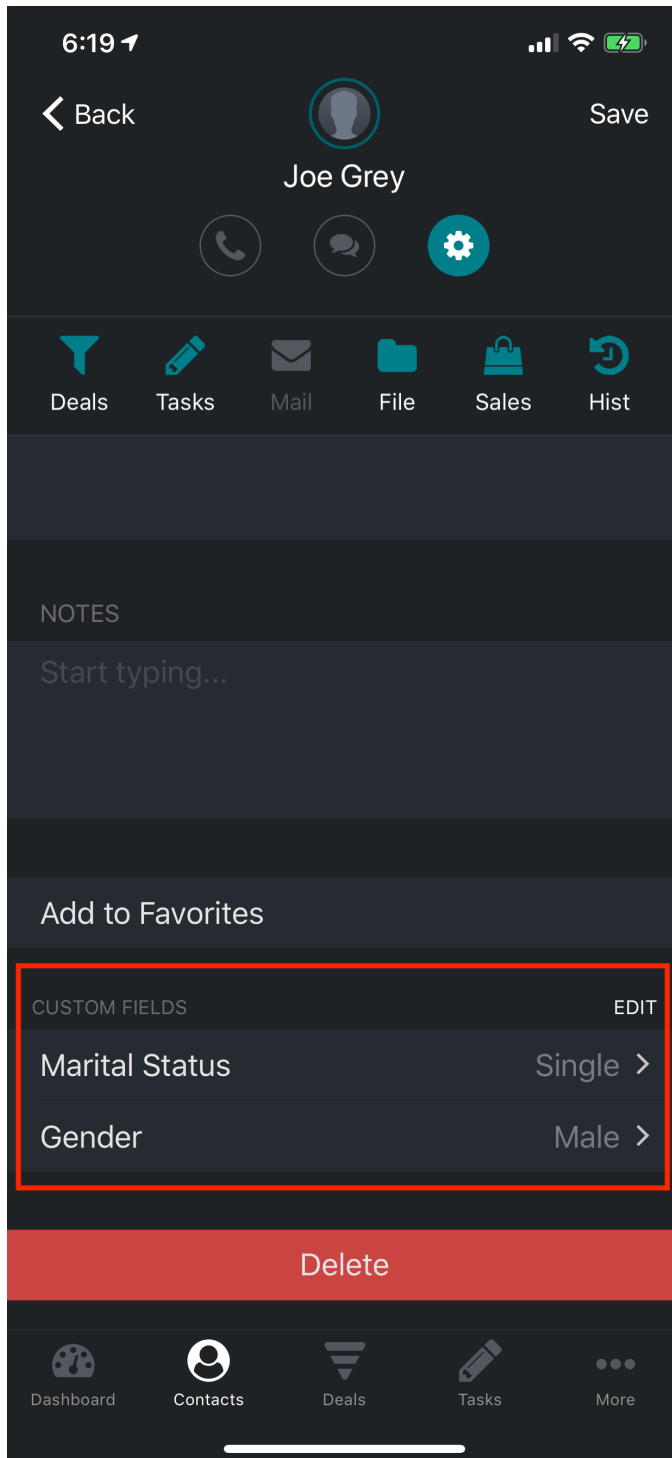 6:19
Back
Save
Joe Grey
Deals Tasks Mail File Sales Hist
NOTES
Start typing...
Add to Favorites
CUSTOM FIELDS EDIT
Marital Status Single
Gender Male
Delete
Dashboard Contacts Deals Tasks More